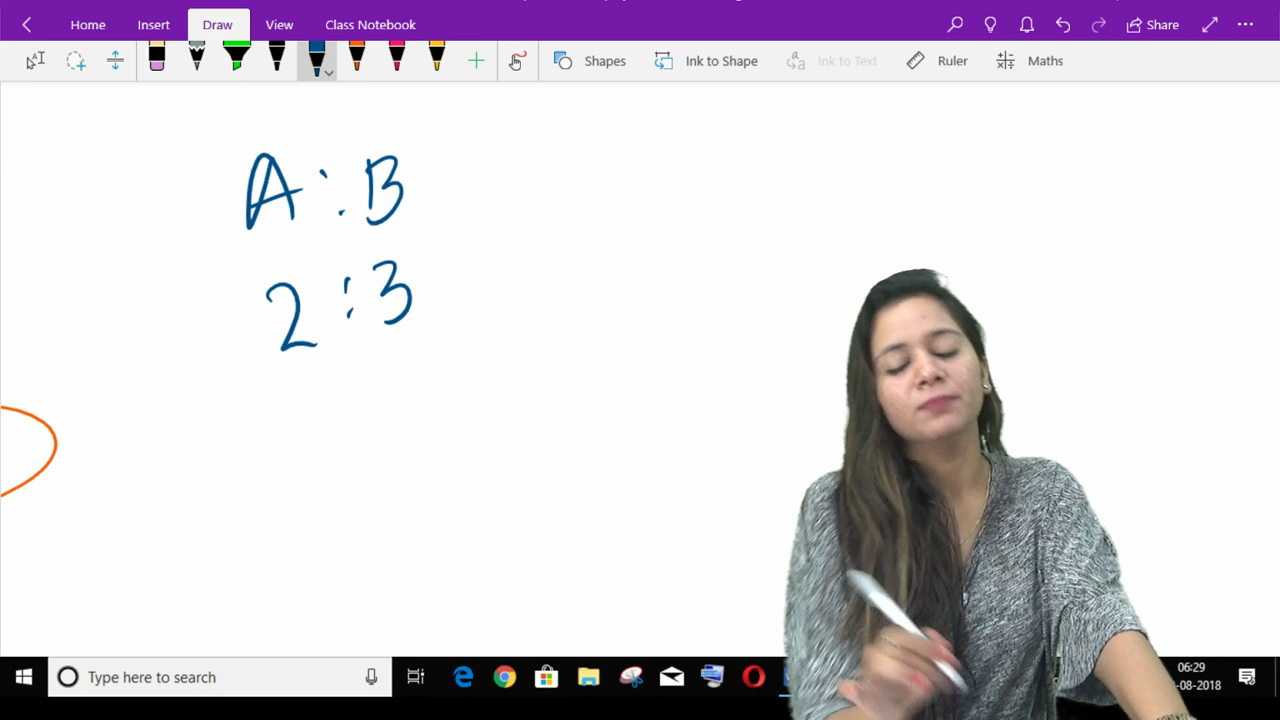 Home Insert Draw View Class Notebook Share
Shapes Ink to Shape Ink to Text Ruler Maths
A : B
2 : 3
Type here to search
06:29
-08-2018